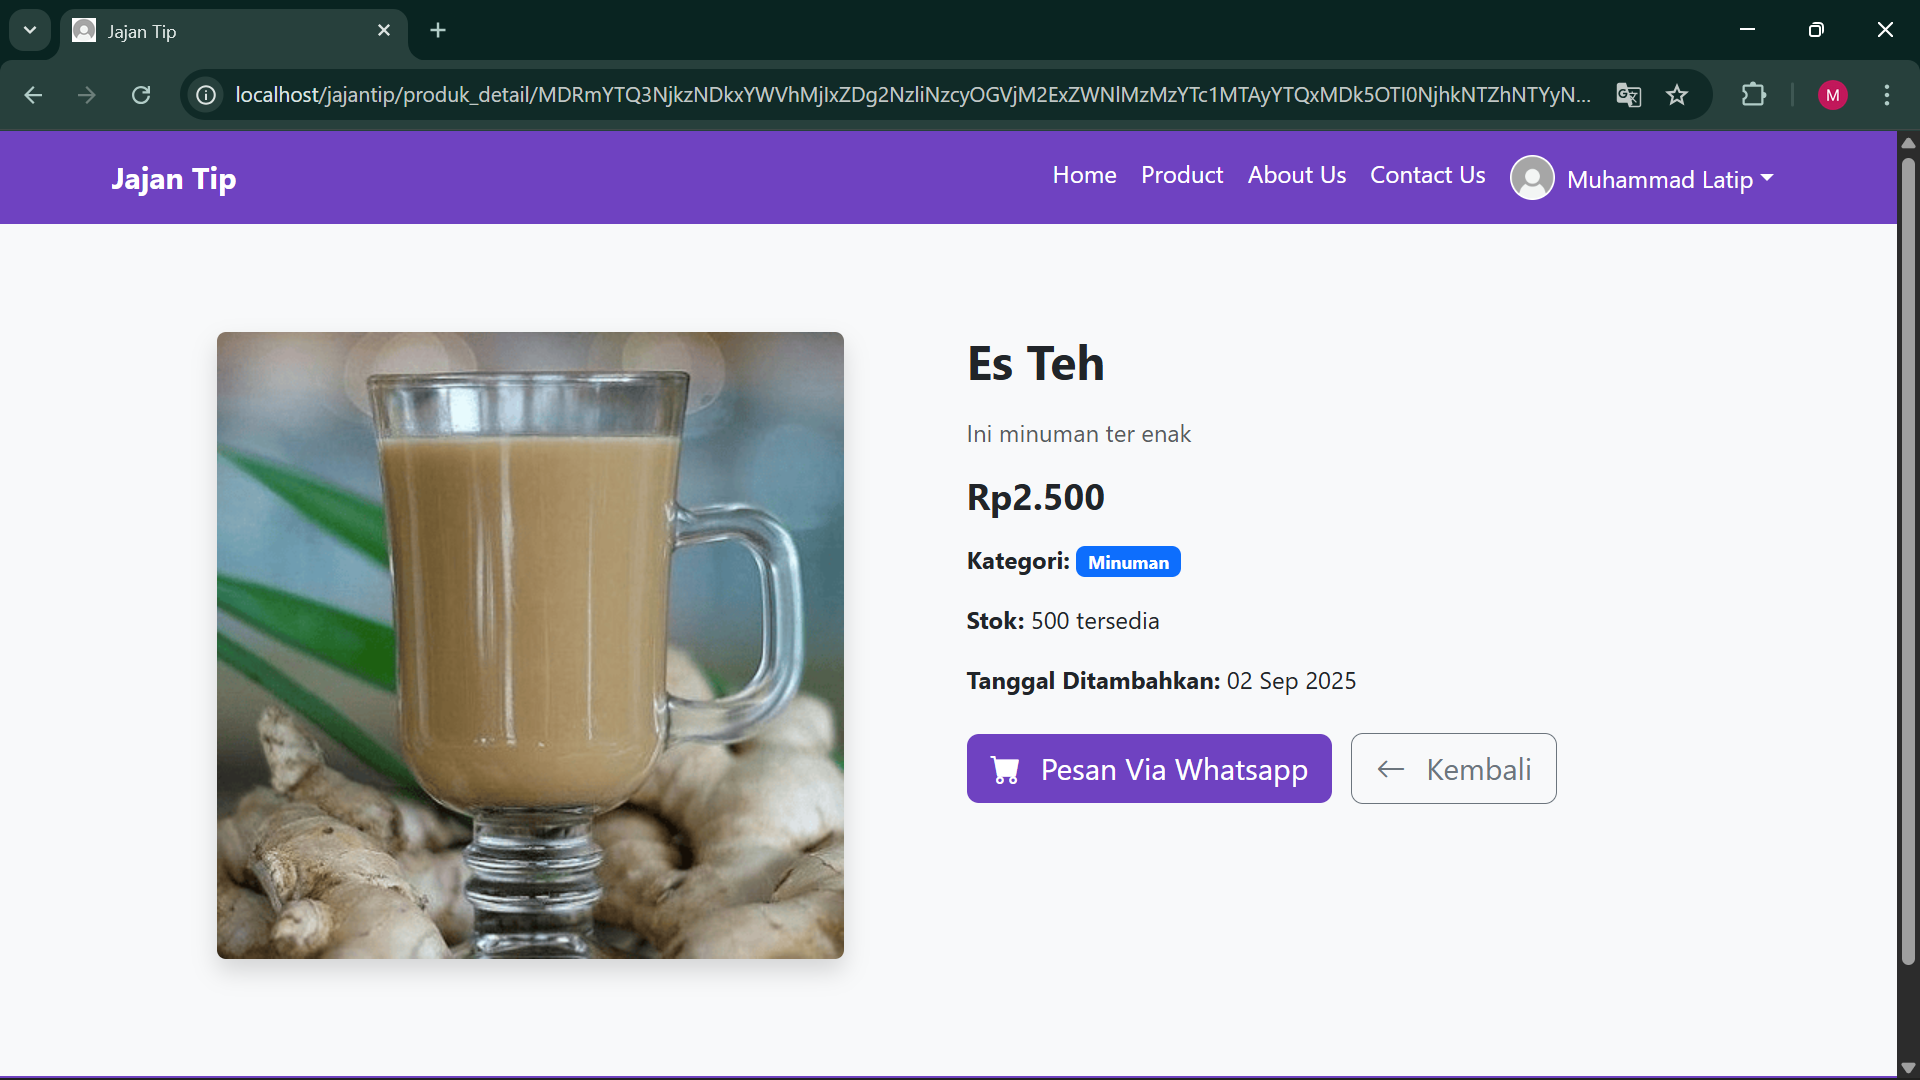 Jajan Tip
localhost/jajantip/produk_detail/MDRmYTQ3NjkzNDkxYWVhMjIxZDg2NzliNzcyOGVjM2ExZWNlMzMzYTc1MTAyYTQxMDk5OTI0NjhkNTZhNTYyN...
M
Jajan Tip
Home
Product
About Us
Contact Us
Muhammad Latip
Es Teh
Ini minuman ter enak
Rp2.500
Kategori: Minuman
Stok: 500 tersedia
Tanggal Ditambahkan: 02 Sep 2025
Pesan Via Whatsapp
Kembali